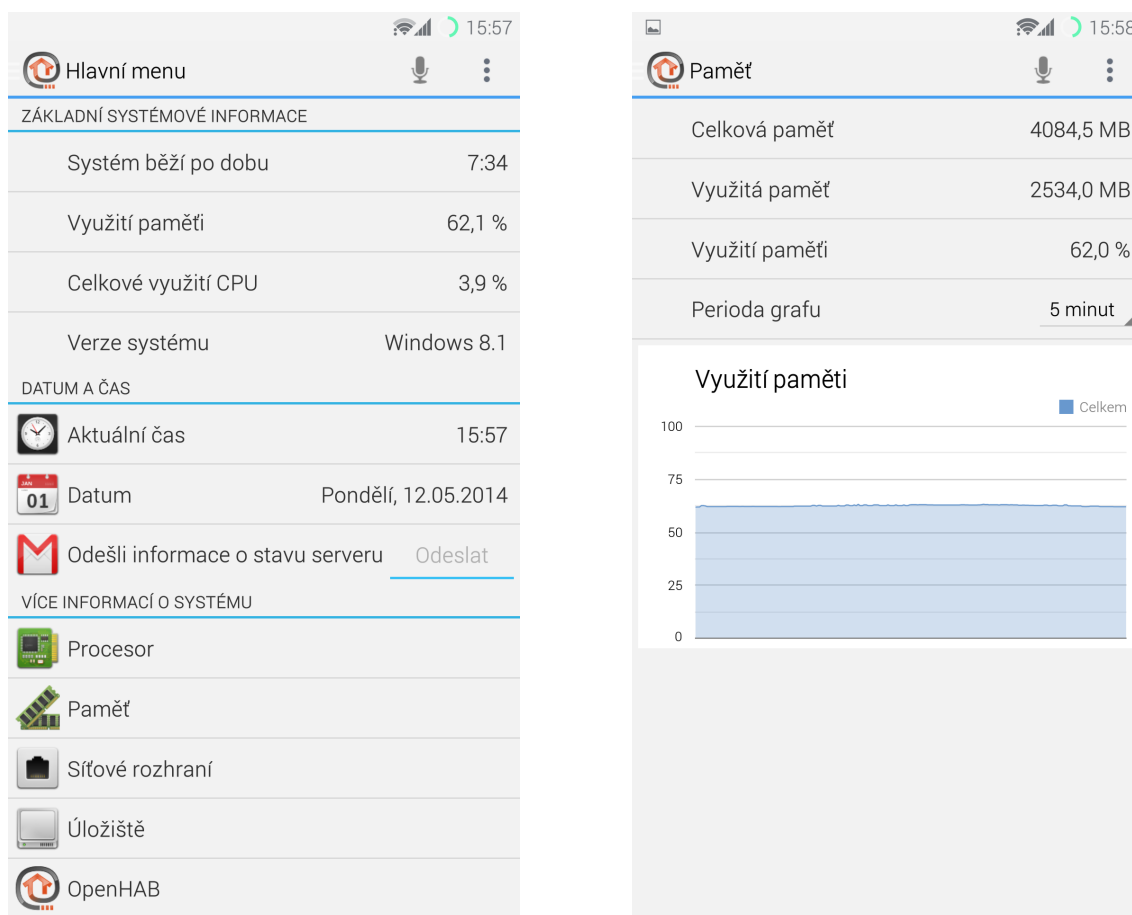 15:57
Hlavní menu
ZÁKLADNÍ SYSTÉMOVÉ INFORMACE
Systém běží po dobu 7:34
Využití paměťi 62,1 %
Celkové využití CPU 3,9 %
Verze systému Windows 8.1
DATUM A ČAS
Aktuální čas 15:57
JAN
01
Datum Pondělí, 12.05.2014
Odešli informace o stavu serveru Odeslat
VÍCE INFORMACÍ O SYSTÉMU
Procesor
Paměť
Síťové rozhraní
Úložiště
OpenHAB
15:58
Paměť
Celková paměť 4084,5 MB
Využitá paměť 2534,0 MB
Využití paměťi 62,0 %
Perioda grafu 5 minut
Využití paměti
Celkem
100
75
50
25
0